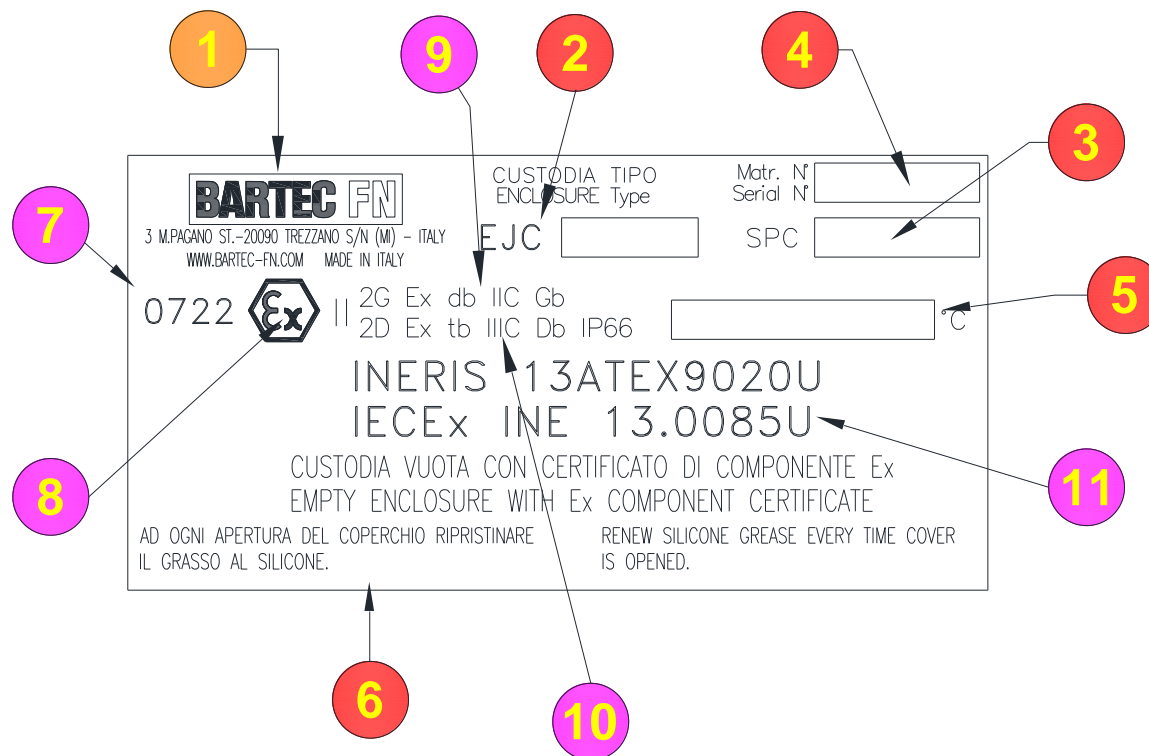 1
9
2
4
3
7
5
8
11
6
10
BARTEC FN
3 M.PAGANO ST.-20090 TREZZANO S/N (MI) - ITALY
WWW.BARTEC-FN.COM MADE IN ITALY
CUSTODIA TIPO
ENCLOSURE Type
EJC
Matr. N°
Serial N°
SPC
0722 Ex II
2G Ex db IIC Gb
2D Ex tb IIIC Db IP66
°C
INERIS 13ATEX9020U
IECEx INE 13.0085U
CUSTODIA VUOTA CON CERTIFICATO DI COMPONENTE Ex
EMPTY ENCLOSURE WITH Ex COMPONENT CERTIFICATE
AD OGNI APERTURA DEL COPERCHIO RIPRISTINARE
IL GRASSO AL SILICONE.
RENEW SILICONE GREASE EVERY TIME COVER
IS OPENED.